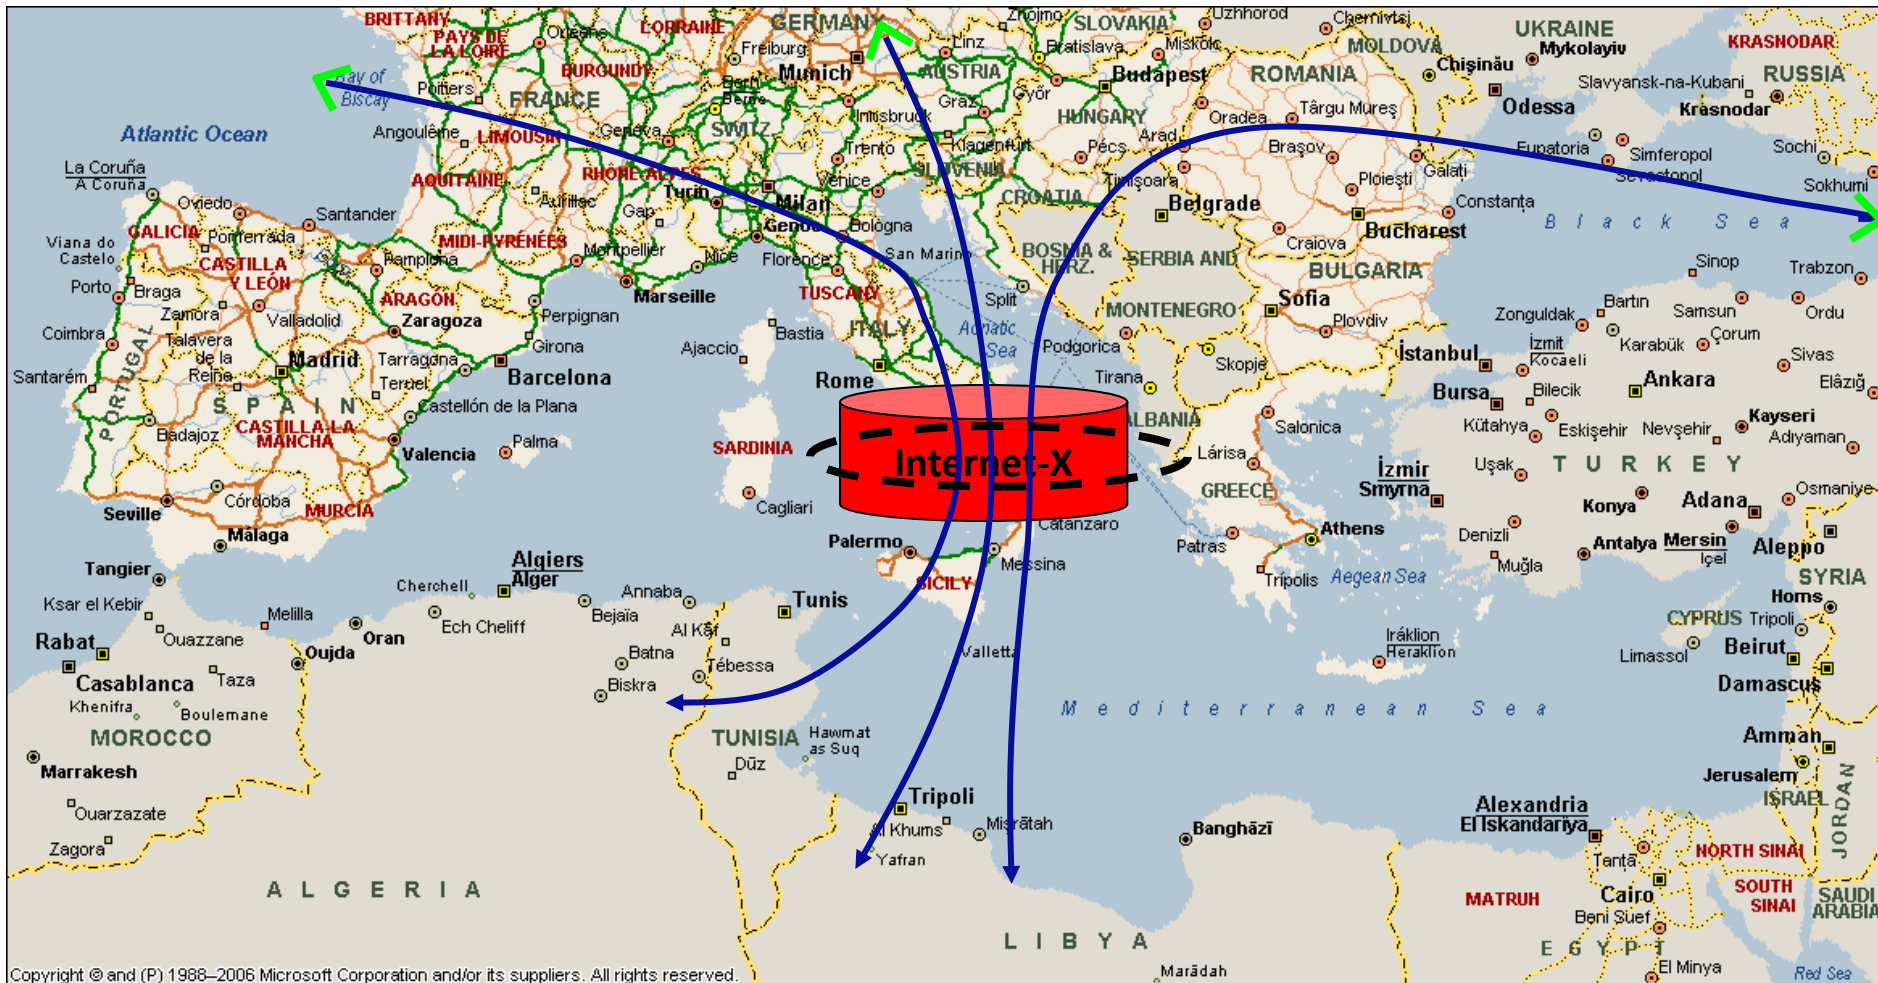 BRITTANY
PAYS DE
LA LOIRE
Orléans
LORRAINE
GERMANY
Znojmo
SLOVAKIA
Uzhhorod
Chernivtsi
UKRAINE
Mykolayiv
KRASNODAR
Freiburg
Munich
Linz
Bratislava
Miskolc
MOLDOVA
Chişinău
Slavyansk-na-Kubani
RUSSIA
Krasnodar
Bay of
Biscay
Poitiers
BURGUNDY
FRANCE
Bern
Berne
AUSTRIA
Győr
Budapest
ROMANIA
Odessa
Atlantic Ocean
Angoulême
LIMOUSIN
Geneva
SWITZ.
Innsbruck
Graz
HUNGARY
Oradea
Târgu Mureş
Eupatoria
Simferopol
Sevastopol
Sochi
La Coruña
A Coruña
AQUITAINE
RHÔNE-ALPES
Trento
Klagenfurt
SLOVENIA
Pécs
Arad
Braşov
Galați
Sokhumi
Oviedo
Santander
Aurillac
Turin
Milan
Venice
CROATIA
Timişoara
Ploieşti
Constanța
GALICIA
Ponferrada
Gap
Genoa
Bologna
Belgrade
Bucharest
Black Sea
Viana do
Castelo
CASTILLA
Y LEÓN
Pamplona
MIDI-PYRÉNÉES
Montpellier
Nice
Florence
San Marino
BOSNIA &
HERZ.
SERBIA AND
MONTENEGRO
Craiova
BULGARIA
Sinop
Trabzon
Porto
Braga
Zamora
Valladolid
ARAGÓN
Zaragoza
Perpignan
Marseille
TUSCANY
Split
Sofia
Plovdiv
Zonguldak
Bartın
Samsun
Ordu
Coimbra
PORTUGAL
Talavera
de la
Reina
Madrid
Tarragona
Teruel
Girona
Barcelona
Ajaccio
Bastia
ITALY
Rome
Adriatic
Sea
Podgorica
Skopje
Tirana
İstanbul
İzmit
Kocaeli
Karabük
Çorum
Sivas
Santarém
SPAIN
Castellón de la Plana
Bursa
Bilecik
Ankara
Elâzığ
Badajoz
CASTILLA-LA
MANCHA
Valencia
Palma
SARDINIA
Internet-X
ALBANIA
Salonica
Kütahya
Eskişehir
Nevşehir
Kayseri
Adıyaman
Lárisa
GREECE
İzmir
Smyrna
Uşak
TURKEY
Seville
Córdoba
MURCIA
Cagliari
Konya
Adana
Osmaniye
Málaga
Palermo
Catanzaro
Messina
Patras
Athens
Denizli
Antalya
Mersin
İçel
Aleppo
Tangier
Algiers
Alger
Cherchell
SICILY
Trípolis
Aegean Sea
Muğla
SYRIA
Ksar el Kebir
Melilla
Ech Cheliff
Bejaïa
Annaba
Tunis
CYPRUS
Homs
Tripoli
Rabat
Ouazzane
Oran
Oujda
Al Kāf
Batna
Tébessa
Valletta
Iráklion
Heraklion
Limassol
Beirut
Casablanca
Taza
Biskra
Damascus
Khenifra
Boulemane
Mediterranean Sea
MOROCCO
TUNISIA
Hawmat
as Suq
Amman
Marrakesh
Dūz
Jerusalem
ISRAEL
JORDAN
Ouarzazate
Tripoli
Al Khums
Misrātah
Banghāzī
Alexandria
El Iskandarîya
Zagora
Yafran
Tantā
NORTH SINAI
ALGERIA
MATRUH
Cairo
SOUTH
SINAI
SAUDI
ARABIA
Beni Suef
LIBYA
EGYPT
Marādah
El Minya
Red Sea
Copyright © and (P) 1988–2006 Microsoft Corporation and/or its suppliers. All rights reserved.